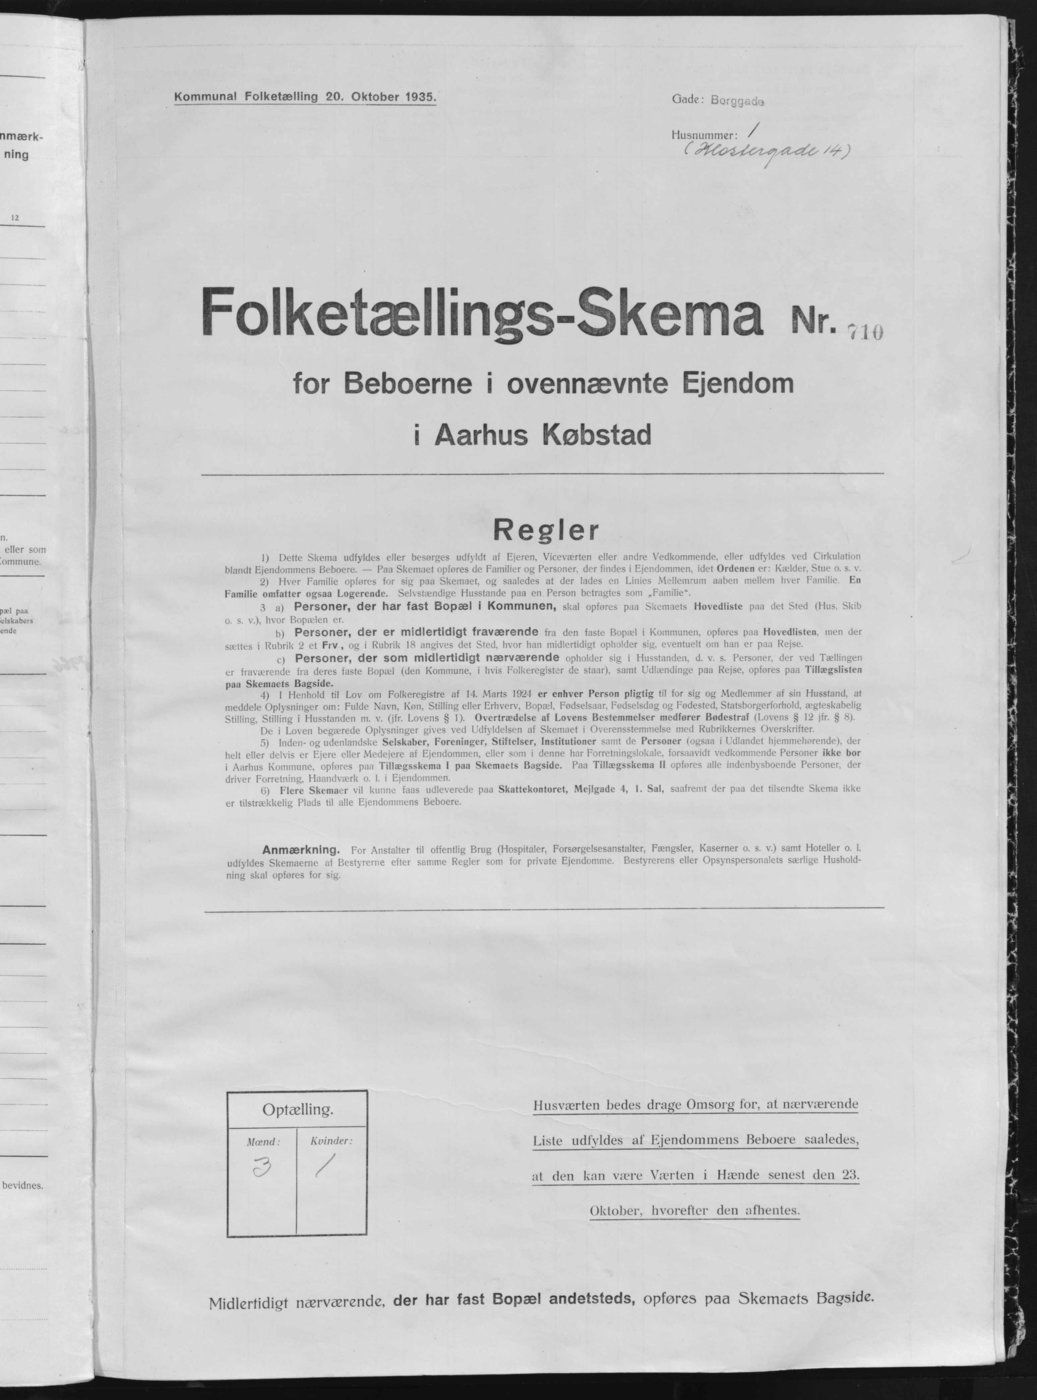 nmærk-
ning
12
n.
eller som
Kommune.
pæl paa
elskabers
ende
bevidnes.
Kommunal Folketælling 20. Oktober 1935.
Gade: Borggade
Husnummer: 1
(Klostergade 14)
Folketællings-Skema Nr. 710
for Beboerne i ovennævnte Ejendom
i Aarhus Købstad
Regler
1) Dette Skema udfyldes eller besørges udfyldt af Ejeren, Viceværten eller andre Vedkommende, eller udfyldes ved Cirkulation
blandt Ejendommens Beboere. — Paa Skemaet opføres de Familier og Personer, der findes i Ejendommen, idet Ordenen er: Kælder, Stue o. s. v.
2) Hver Familie opføres for sig paa Skemaet, og saaledes at der lades en Linies Mellemrum aaben mellem hver Familie. En
Familie omfatter ogsaa Logerende. Selvstændige Husstande paa en Person betragtes som „Familie“.
3 a) Personer, der har fast Bopæl i Kommunen, skal opføres paa Skemaets Hovedliste paa det Sted (Hus, Skib
o. s. v.), hvor Bopælen er.
b) Personer, der er midlertidigt fraværende fra den faste Bopæl i Kommunen, opføres paa Hovedlisten, men der
sættes i Rubrik 2 et Frv., og i Rubrik 18 angives det Sted, hvor han midlertidigt opholder sig, eventuelt om han er paa Rejse.
c) Personer, der som midlertidigt nærværende opholder sig i Husstanden, d. v. s. Personer, der ved Tællingen
er fraværende fra deres faste Bopæl (den Kommune, i hvis Folkeregister de staar), samt Udlændinge paa Rejse, opføres paa Tillægslisten
paa Skemaets Bagside.
4) I Henhold til Lov om Folkeregistre af 14. Marts 1924 er enhver Person pligtig til for sig og Medlemmer af sin Husstand, at
meddele Oplysninger om: Fulde Navn, Køn, Stilling eller Erhverv, Bopæl, Fødselsaar, Fødselsdag og Fødested, Statsborgerforhold, ægteskabelig
Stilling, Stilling i Husstanden m. v. (jfr. Lovens § 1). Overtrædelse af Lovens Bestemmelser medfører Bødestraf (Lovens § 12 jfr. § 8).
De i Loven begærede Oplysninger gives ved Udfyldelsen af Skemaet i Overensstemmelse med Rubrikkernes Overskrifter.
5) Inden- og udenlandske Selskaber, Foreninger, Stiftelser, Institutioner samt de Personer (ogsaa i Udlandet hjemmehørende), der
helt eller delvis er Ejere eller Medejere af Ejendommen, eller som i denne har Forretningslokale, forsaavidt vedkommende Personer ikke bor
i Aarhus Kommune, opføres paa Tillægsskema I paa Skemaets Bagside. Paa Tillægsskema II opføres alle indenbysboende Personer, der
driver Forretning, Haandværk o. l. i Ejendommen.
6) Flere Skemaer vil kunne faas udleverede paa Skattekontoret, Mejlgade 4, 1. Sal, saafremt der paa det tilsendte Skema ikke
er tilstrækkelig Plads til alle Ejendommens Beboere.
Anmærkning. For Anstalter til offentlig Brug (Hospitaler, Forsørgelsesanstalter, Fængsler, Kaserner o. s. v.) samt Hoteller o. l.
udfyldes Skemaerne af Bestyrerne efter samme Regler som for private Ejendomme. Bestyrerens eller Opsynspersonalets særlige Hushold-
ning skal opføres for sig.
Optælling.
Mænd: Kvinder:
3 1
Husværten bedes drage Omsorg for, at nærværende
Liste udfyldes af Ejendommens Beboere saaledes,
at den kan være Værten i Hænde senest den 23.
Oktober, hvorefter den afhentes.
Midlertidigt nærværende, der har fast Bopæl andetsteds, opføres paa Skemaets Bagside.